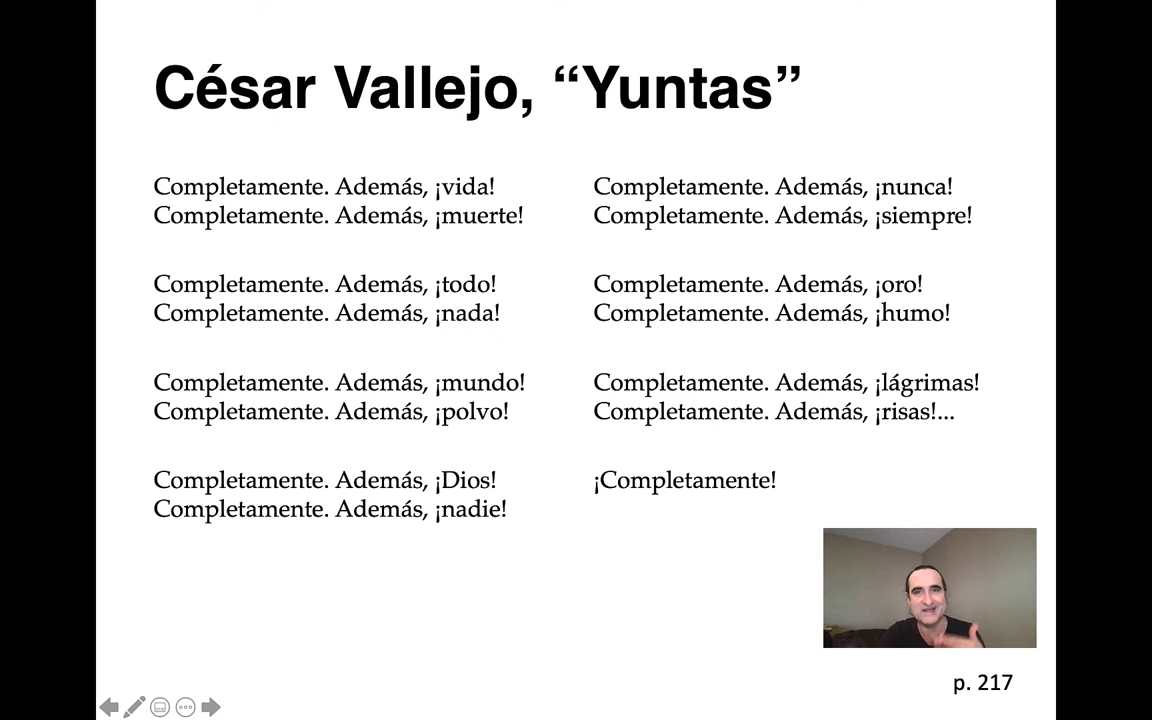 César Vallejo, “Yuntas”
Completamente. Además, ¡vida!
Completamente. Además, ¡muerte!
Completamente. Además, ¡todo!
Completamente. Además, ¡nada!
Completamente. Además, ¡mundo!
Completamente. Además, ¡polvo!
Completamente. Además, ¡Dios!
Completamente. Además, ¡nadie!
Completamente. Además, ¡nunca!
Completamente. Además, ¡siempre!
Completamente. Además, ¡oro!
Completamente. Además, ¡humo!
Completamente. Además, ¡lágrimas!
Completamente. Además, ¡risas!...
¡Completamente!
p. 217